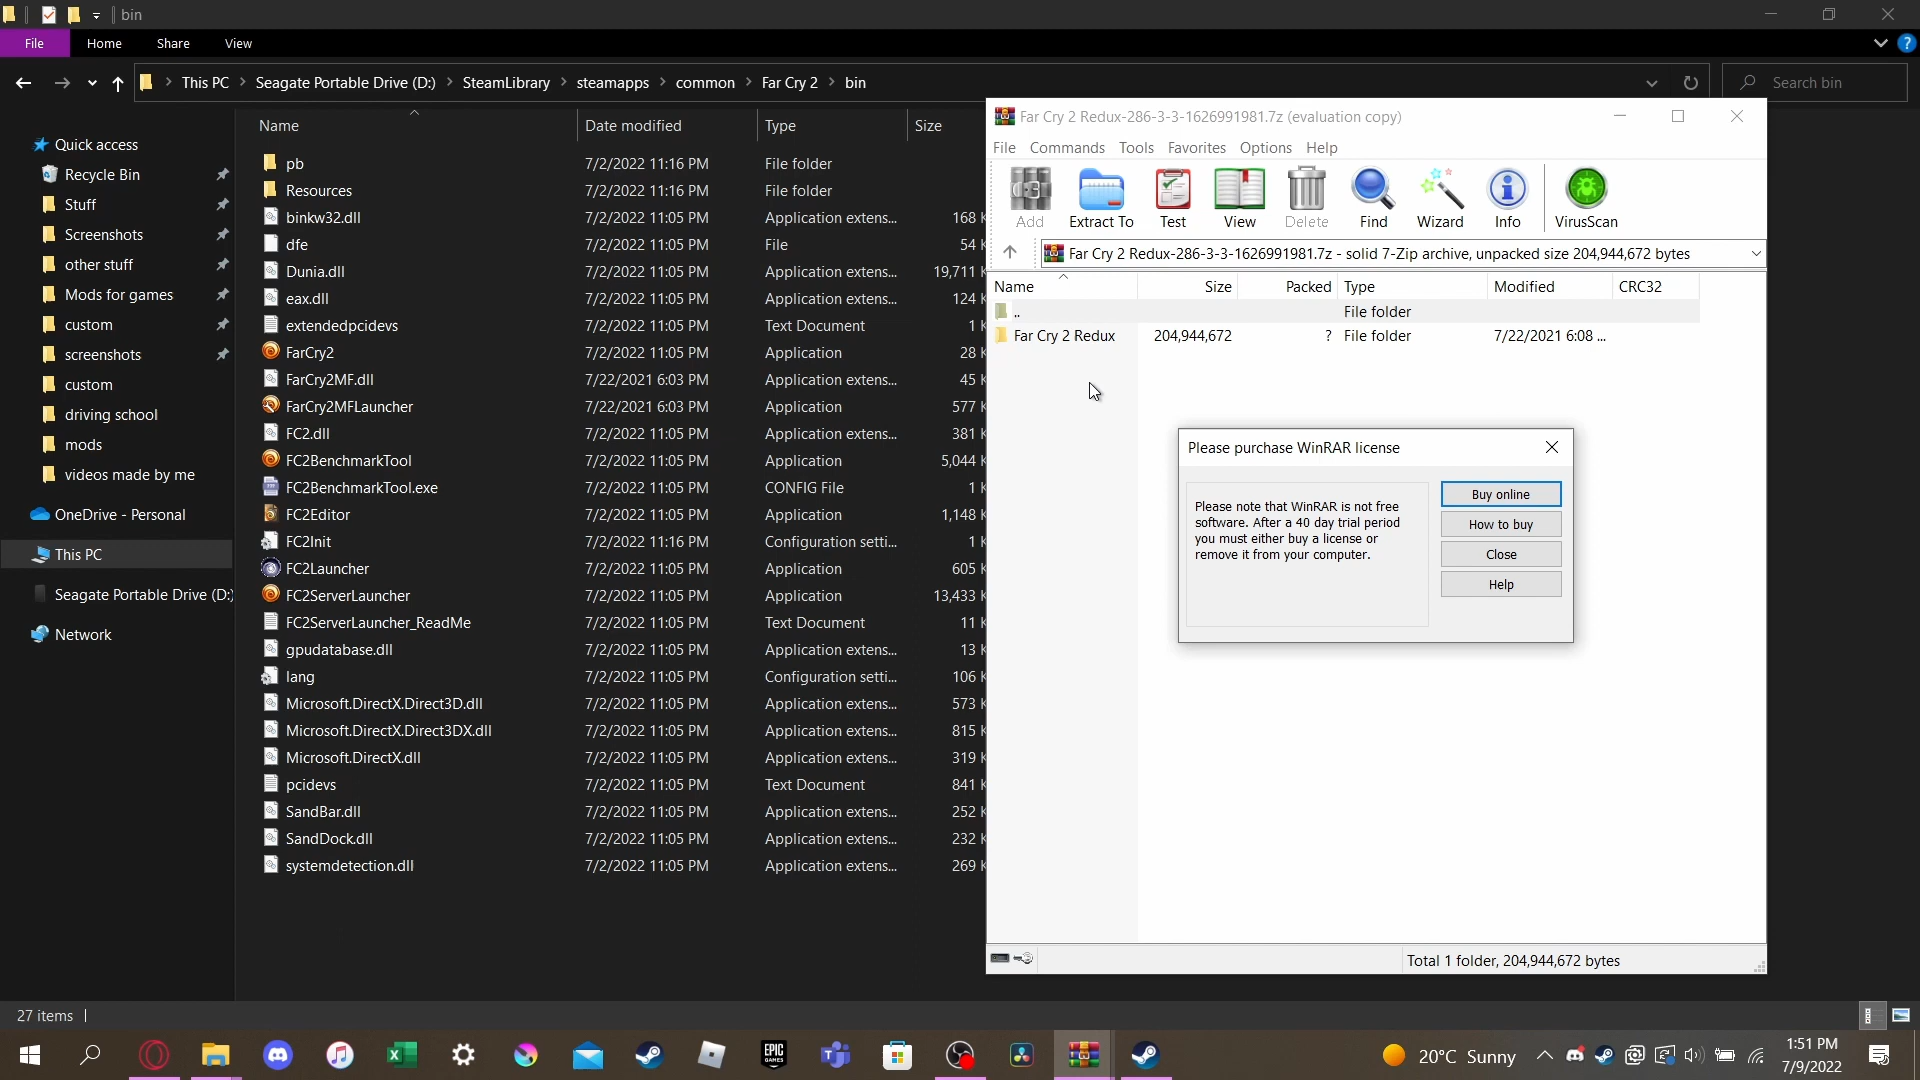 bin
File Home Share View
This PC Seagate Portable Drive (D:) SteamLibrary steamapps common Far Cry 2 bin
Search bin
Quick access
Recycle Bin
Stuff
Screenshots
other stuff
Mods for games
custom
screenshots
custom
driving school
mods
videos made by me
OneDrive - Personal
This PC
Seagate Portable Drive (D:)
Network
Name Date modified Type Size
pb 7/2/2022 11:16 PM File folder
Resources 7/2/2022 11:16 PM File folder
binkw32.dll 7/2/2022 11:05 PM Application extens... 168 K
dfe 7/2/2022 11:05 PM File 54 K
Dunia.dll 7/2/2022 11:05 PM Application extens... 19,711 K
eax.dll 7/2/2022 11:05 PM Application extens... 124 K
extendedpcidevs 7/2/2022 11:05 PM Text Document 1 K
FarCry2 7/2/2022 11:05 PM Application 28 K
FarCry2MF.dll 7/22/2021 6:03 PM Application extens... 45 K
FarCry2MFLauncher 7/22/2021 6:03 PM Application 577 K
FC2.dll 7/2/2022 11:05 PM Application extens... 381 K
FC2BenchmarkTool 7/2/2022 11:05 PM Application 5,044 K
FC2BenchmarkTool.exe 7/2/2022 11:05 PM CONFIG File 1 K
FC2Editor 7/2/2022 11:05 PM Application 1,148 K
FC2Init 7/2/2022 11:16 PM Configuration setti... 1 K
FC2Launcher 7/2/2022 11:05 PM Application 605 K
FC2ServerLauncher 7/2/2022 11:05 PM Application 13,433 K
FC2ServerLauncher_ReadMe 7/2/2022 11:05 PM Text Document 11 K
gpudatabase.dll 7/2/2022 11:05 PM Application extens... 13 K
lang 7/2/2022 11:05 PM Configuration setti... 106 K
Microsoft.DirectX.Direct3D.dll 7/2/2022 11:05 PM Application extens... 573 K
Microsoft.DirectX.Direct3DX.dll 7/2/2022 11:05 PM Application extens... 815 K
Microsoft.DirectX.dll 7/2/2022 11:05 PM Application extens... 319 K
pcidevs 7/2/2022 11:05 PM Text Document 841 K
SandBar.dll 7/2/2022 11:05 PM Application extens... 252 K
SandDock.dll 7/2/2022 11:05 PM Application extens... 232 K
systemdetection.dll 7/2/2022 11:05 PM Application extens... 269 K
Far Cry 2 Redux-286-3-3-1626991981.7z (evaluation copy)
File Commands Tools Favorites Options Help
Add Extract To Test View Delete Find Wizard Info VirusScan
Far Cry 2 Redux-286-3-3-1626991981.7z - solid 7-Zip archive, unpacked size 204,944,672 bytes
Name Size Packed Type Modified CRC32
.. File folder
Far Cry 2 Redux 204,944,672 ? File folder 7/22/2021 6:08 ...
Please purchase WinRAR license
Please note that WinRAR is not free
software. After a 40 day trial period
you must either buy a license or
remove it from your computer.
Buy online
How to buy
Close
Help
Total 1 folder, 204,944,672 bytes
27 items
EPIC
GAMES
20°C Sunny
1:51 PM
7/9/2022